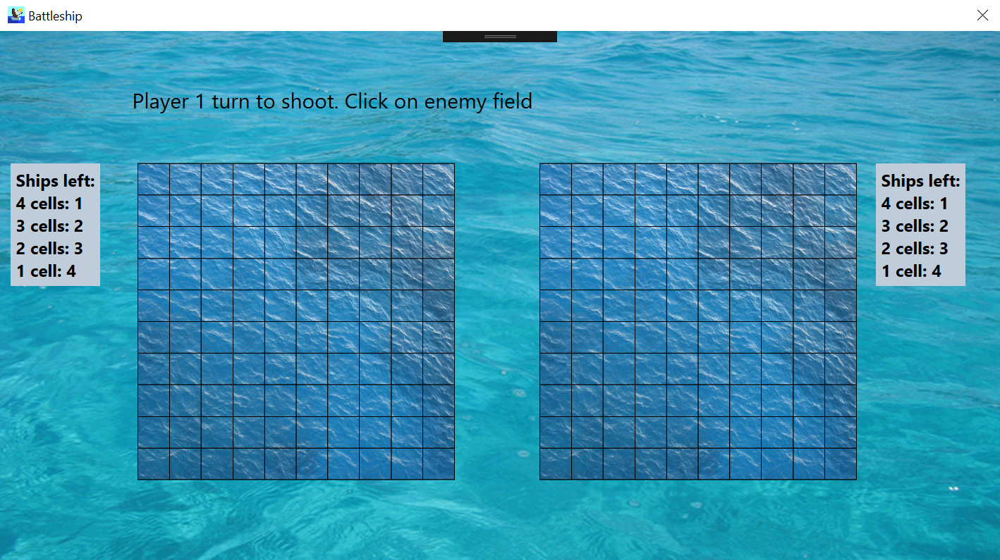 Battleship
Player 1 turn to shoot. Click on enemy field
Ships left:
4 cells: 1
3 cells: 2
2 cells: 3
1 cell: 4
Ships left:
4 cells: 1
3 cells: 2
2 cells: 3
1 cell: 4